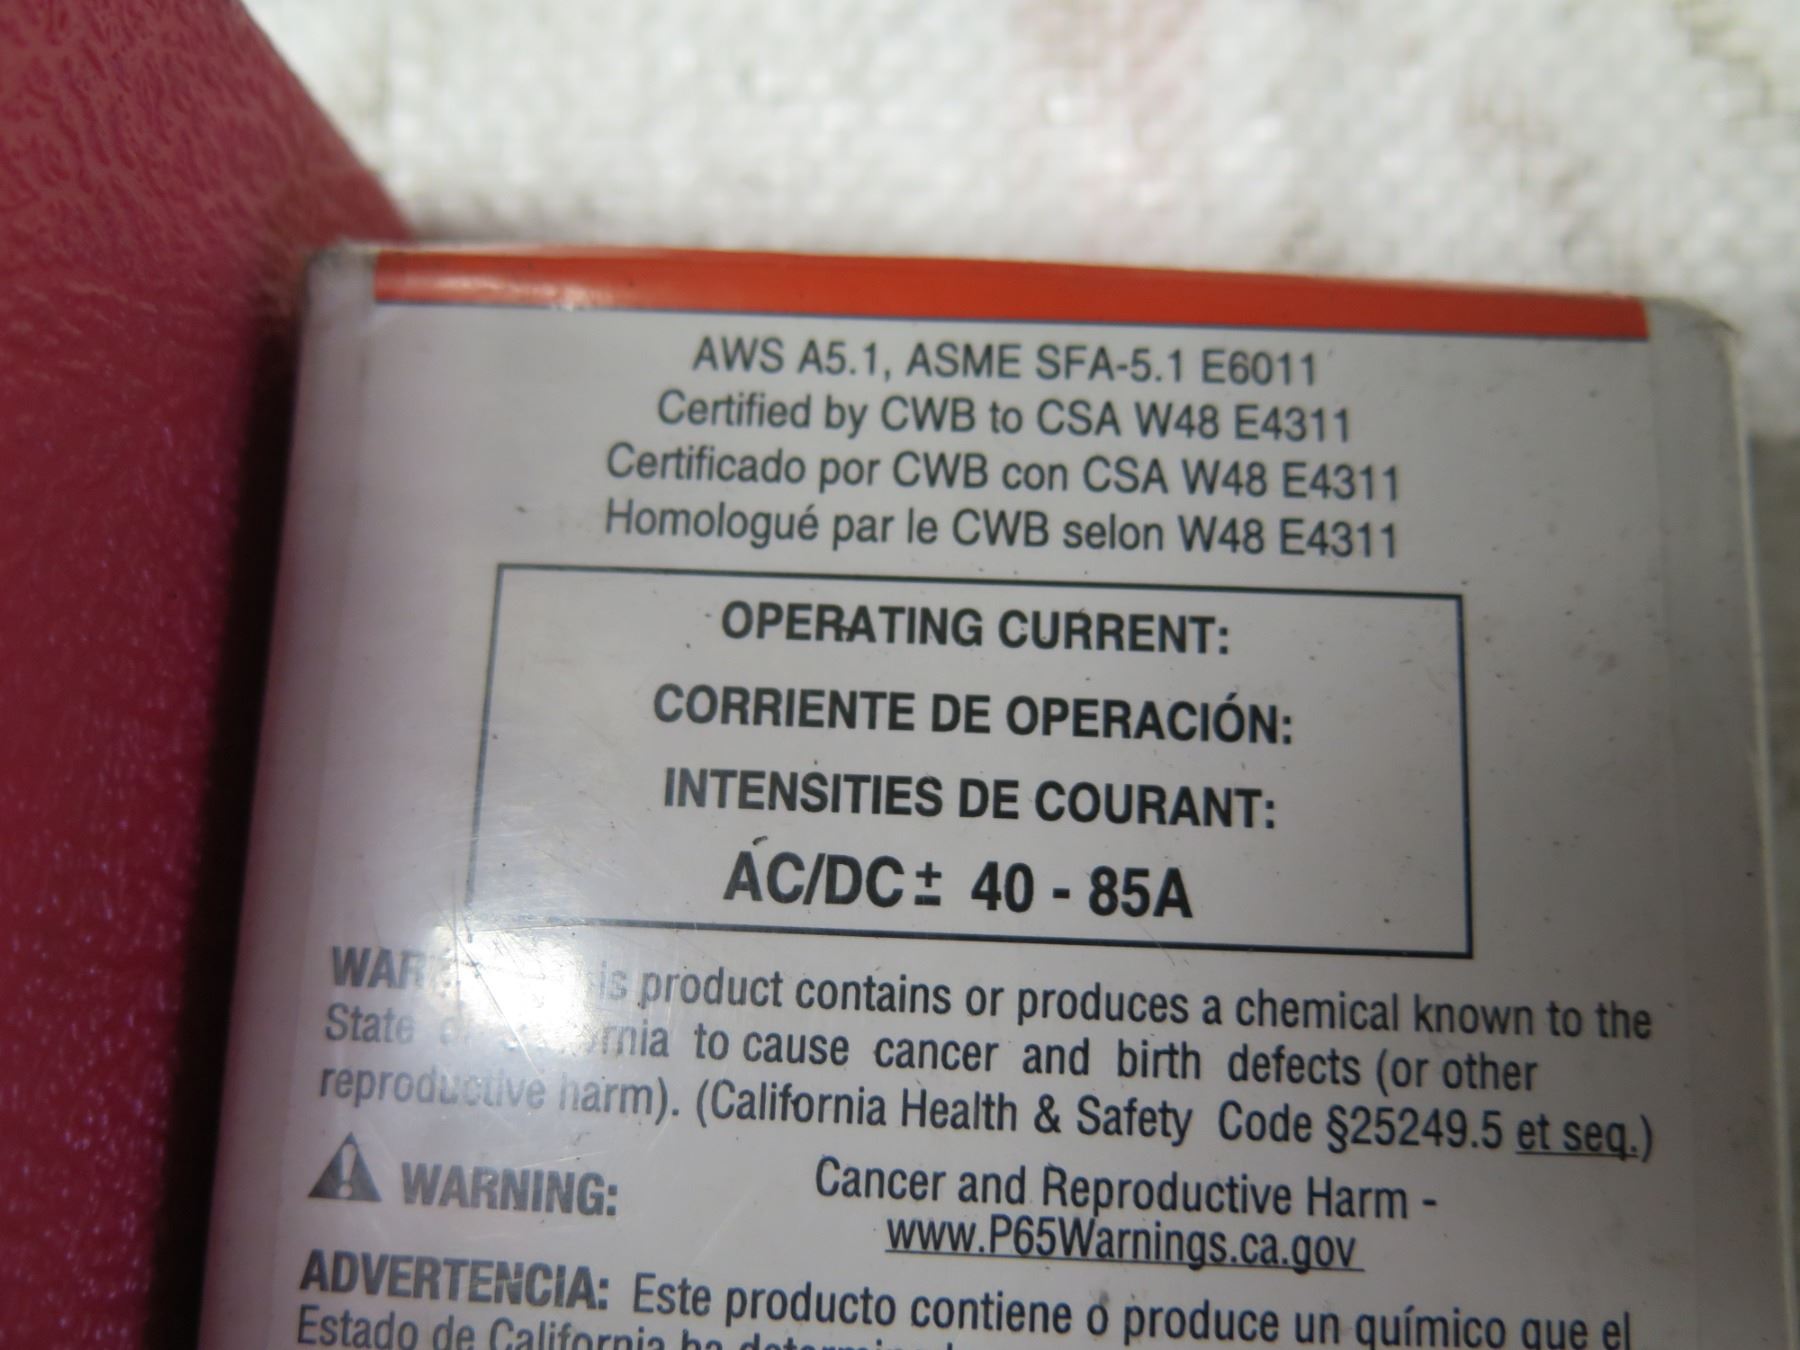 AWS A5.1, ASME SFA-5.1 E6011
Certified by CWB to CSA W48 E4311
Certificado por CWB con CSA W48 E4311
Homologué par le CWB selon W48 E4311
OPERATING CURRENT:
CORRIENTE DE OPERACIÓN:
INTENSITIES DE COURANT:
AC/DC ± 40 - 85A
product contains or produces a chemical known to the
State to cause cancer and birth defects (or other
reproductive harm). (California Health & Safety Code §25249.5 et seq.)
WARNING: Cancer and Reproductive Harm -
www.P65Warnings.ca.gov
ADVERTENCIA: Este producto contiene o produce un químico que el
Estado de California ha